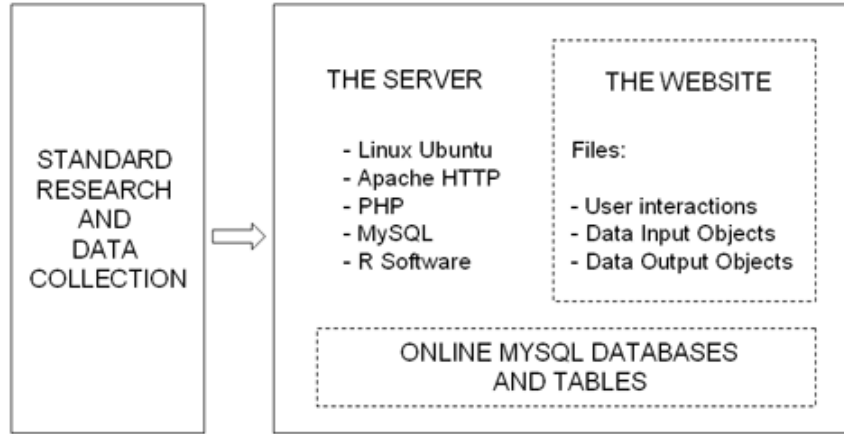 STANDARD
RESEARCH
AND
DATA
COLLECTION
THE SERVER
- Linux Ubuntu
- Apache HTTP
- PHP
- MySQL
- R Software
THE WEBSITE
Files:
- User interactions
- Data Input Objects
- Data Output Objects
ONLINE MYSQL DATABASES
AND TABLES